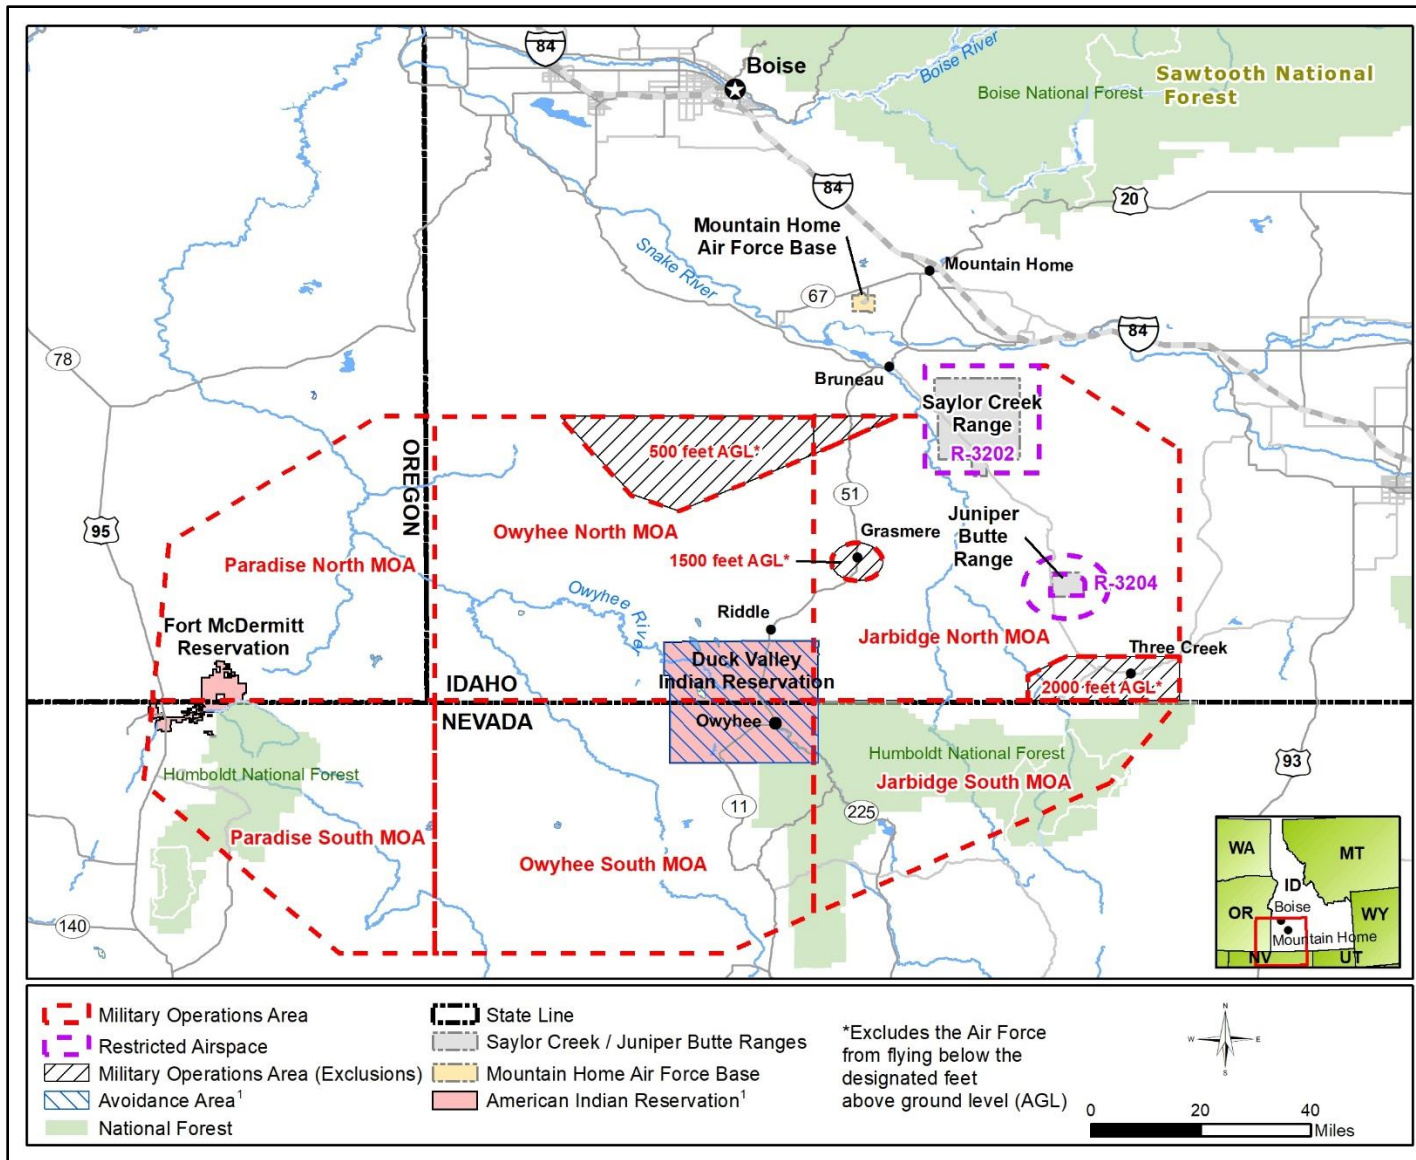 84
Boise
Boise River
Sawtooth National
Forest
Boise National Forest
84
20
Mountain Home
Air Force Base
Snake River
Mountain Home
67
84
78
Bruneau
Saylor Creek
Range
R-3202
OREGON
500 feet AGL*
51
95
Owyhee North MOA
Grasmere
Juniper
Butte
Range
Paradise North MOA
1500 feet AGL*
R-3204
Owyhee
River
Riddle
Fort McDermitt
Reservation
Jarbidge North MOA
Three Creek
Duck Valley
Indian Reservation
IDAHO
2000 feet AGL*
NEVADA
Owyhee
Humboldt National Forest
Humboldt National Forest
Jarbidge South MOA
93
11
225
Paradise South MOA
Owyhee South MOA
140
WA
MT
ID
OR
Boise
WY
Mountain Home
NV
UT
Military Operations Area
Restricted Airspace
Military Operations Area (Exclusions)
Avoidance Area1
National Forest
State Line
Saylor Creek / Juniper Butte Ranges
Mountain Home Air Force Base
American Indian Reservation1
*Excludes the Air Force
from flying below the
designated feet
above ground level (AGL)
N
W
E
S
0 20 40
Miles